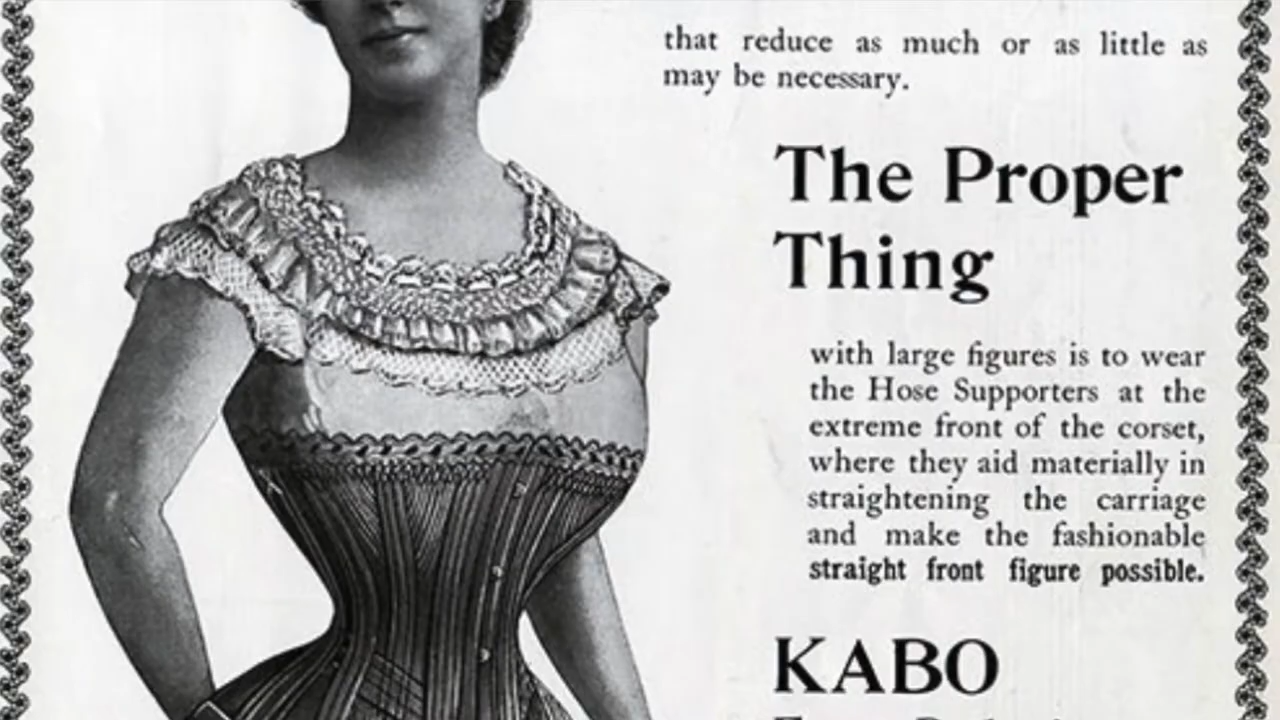 that reduce as much or as little as
may be necessary.
The Proper
Thing
with large figures is to wear
the Hose Supporters at the
extreme front of the corset,
where they aid materially in
straightening the carriage
and make the fashionable
straight front figure possible.
KABO